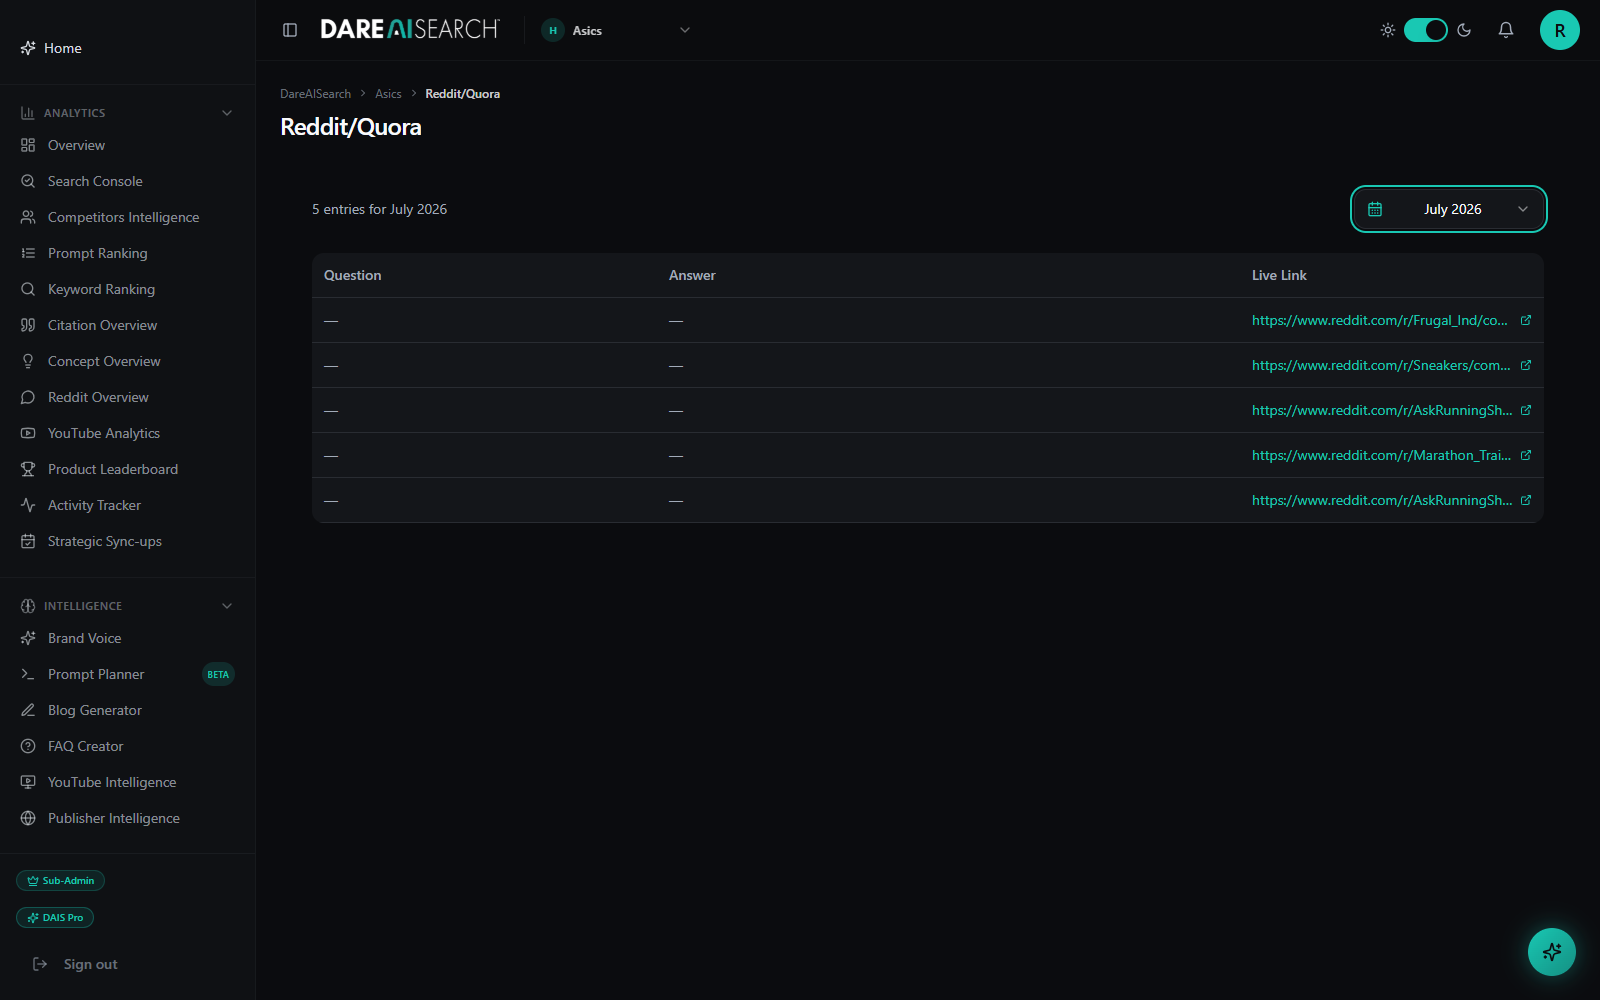 Home
ANALYTICS
Overview
Search Console
Competitors Intelligence
Prompt Ranking
Keyword Ranking
Citation Overview
Concept Overview
Reddit Overview
YouTube Analytics
Product Leaderboard
Activity Tracker
Strategic Sync-ups
INTELLIGENCE
Brand Voice
Prompt Planner BETA
Blog Generator
FAQ Creator
YouTube Intelligence
Publisher Intelligence
Sub-Admin
DAIS Pro
Sign out
DARE AISEARCH
H Asics
R
DareAISearch > Asics > Reddit/Quora
Reddit/Quora
5 entries for July 2026
July 2026
Question Answer Live Link
— — https://www.reddit.com/r/Frugal_Ind/co...
— — https://www.reddit.com/r/Sneakers/com...
— — https://www.reddit.com/r/AskRunningSh...
— — https://www.reddit.com/r/Marathon_Trai...
— — https://www.reddit.com/r/AskRunningSh...